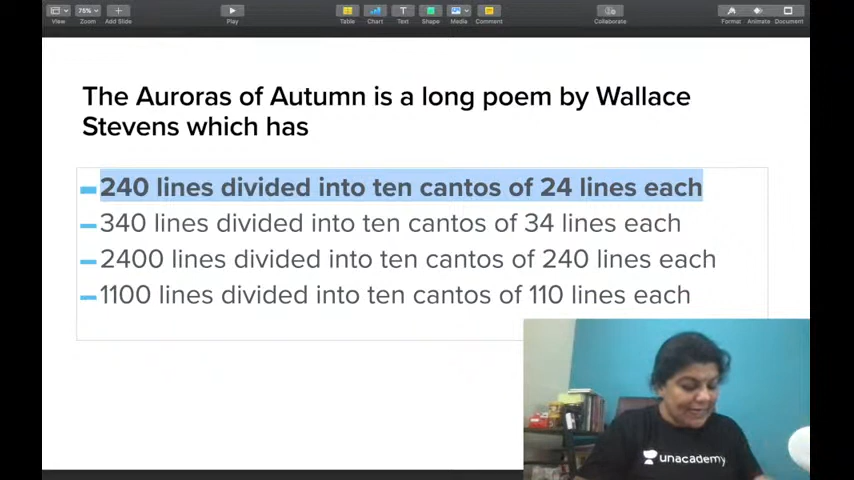 View
75%
Zoom
Add Slide
Play
Table
Chart
Text
Shape
Media
Comment
Collaborate
Format
Animate
Document
The Auroras of Autumn is a long poem by Wallace
Stevens which has
240 lines divided into ten cantos of 24 lines each
340 lines divided into ten cantos of 34 lines each
2400 lines divided into ten cantos of 240 lines each
1100 lines divided into ten cantos of 110 lines each
unacademy